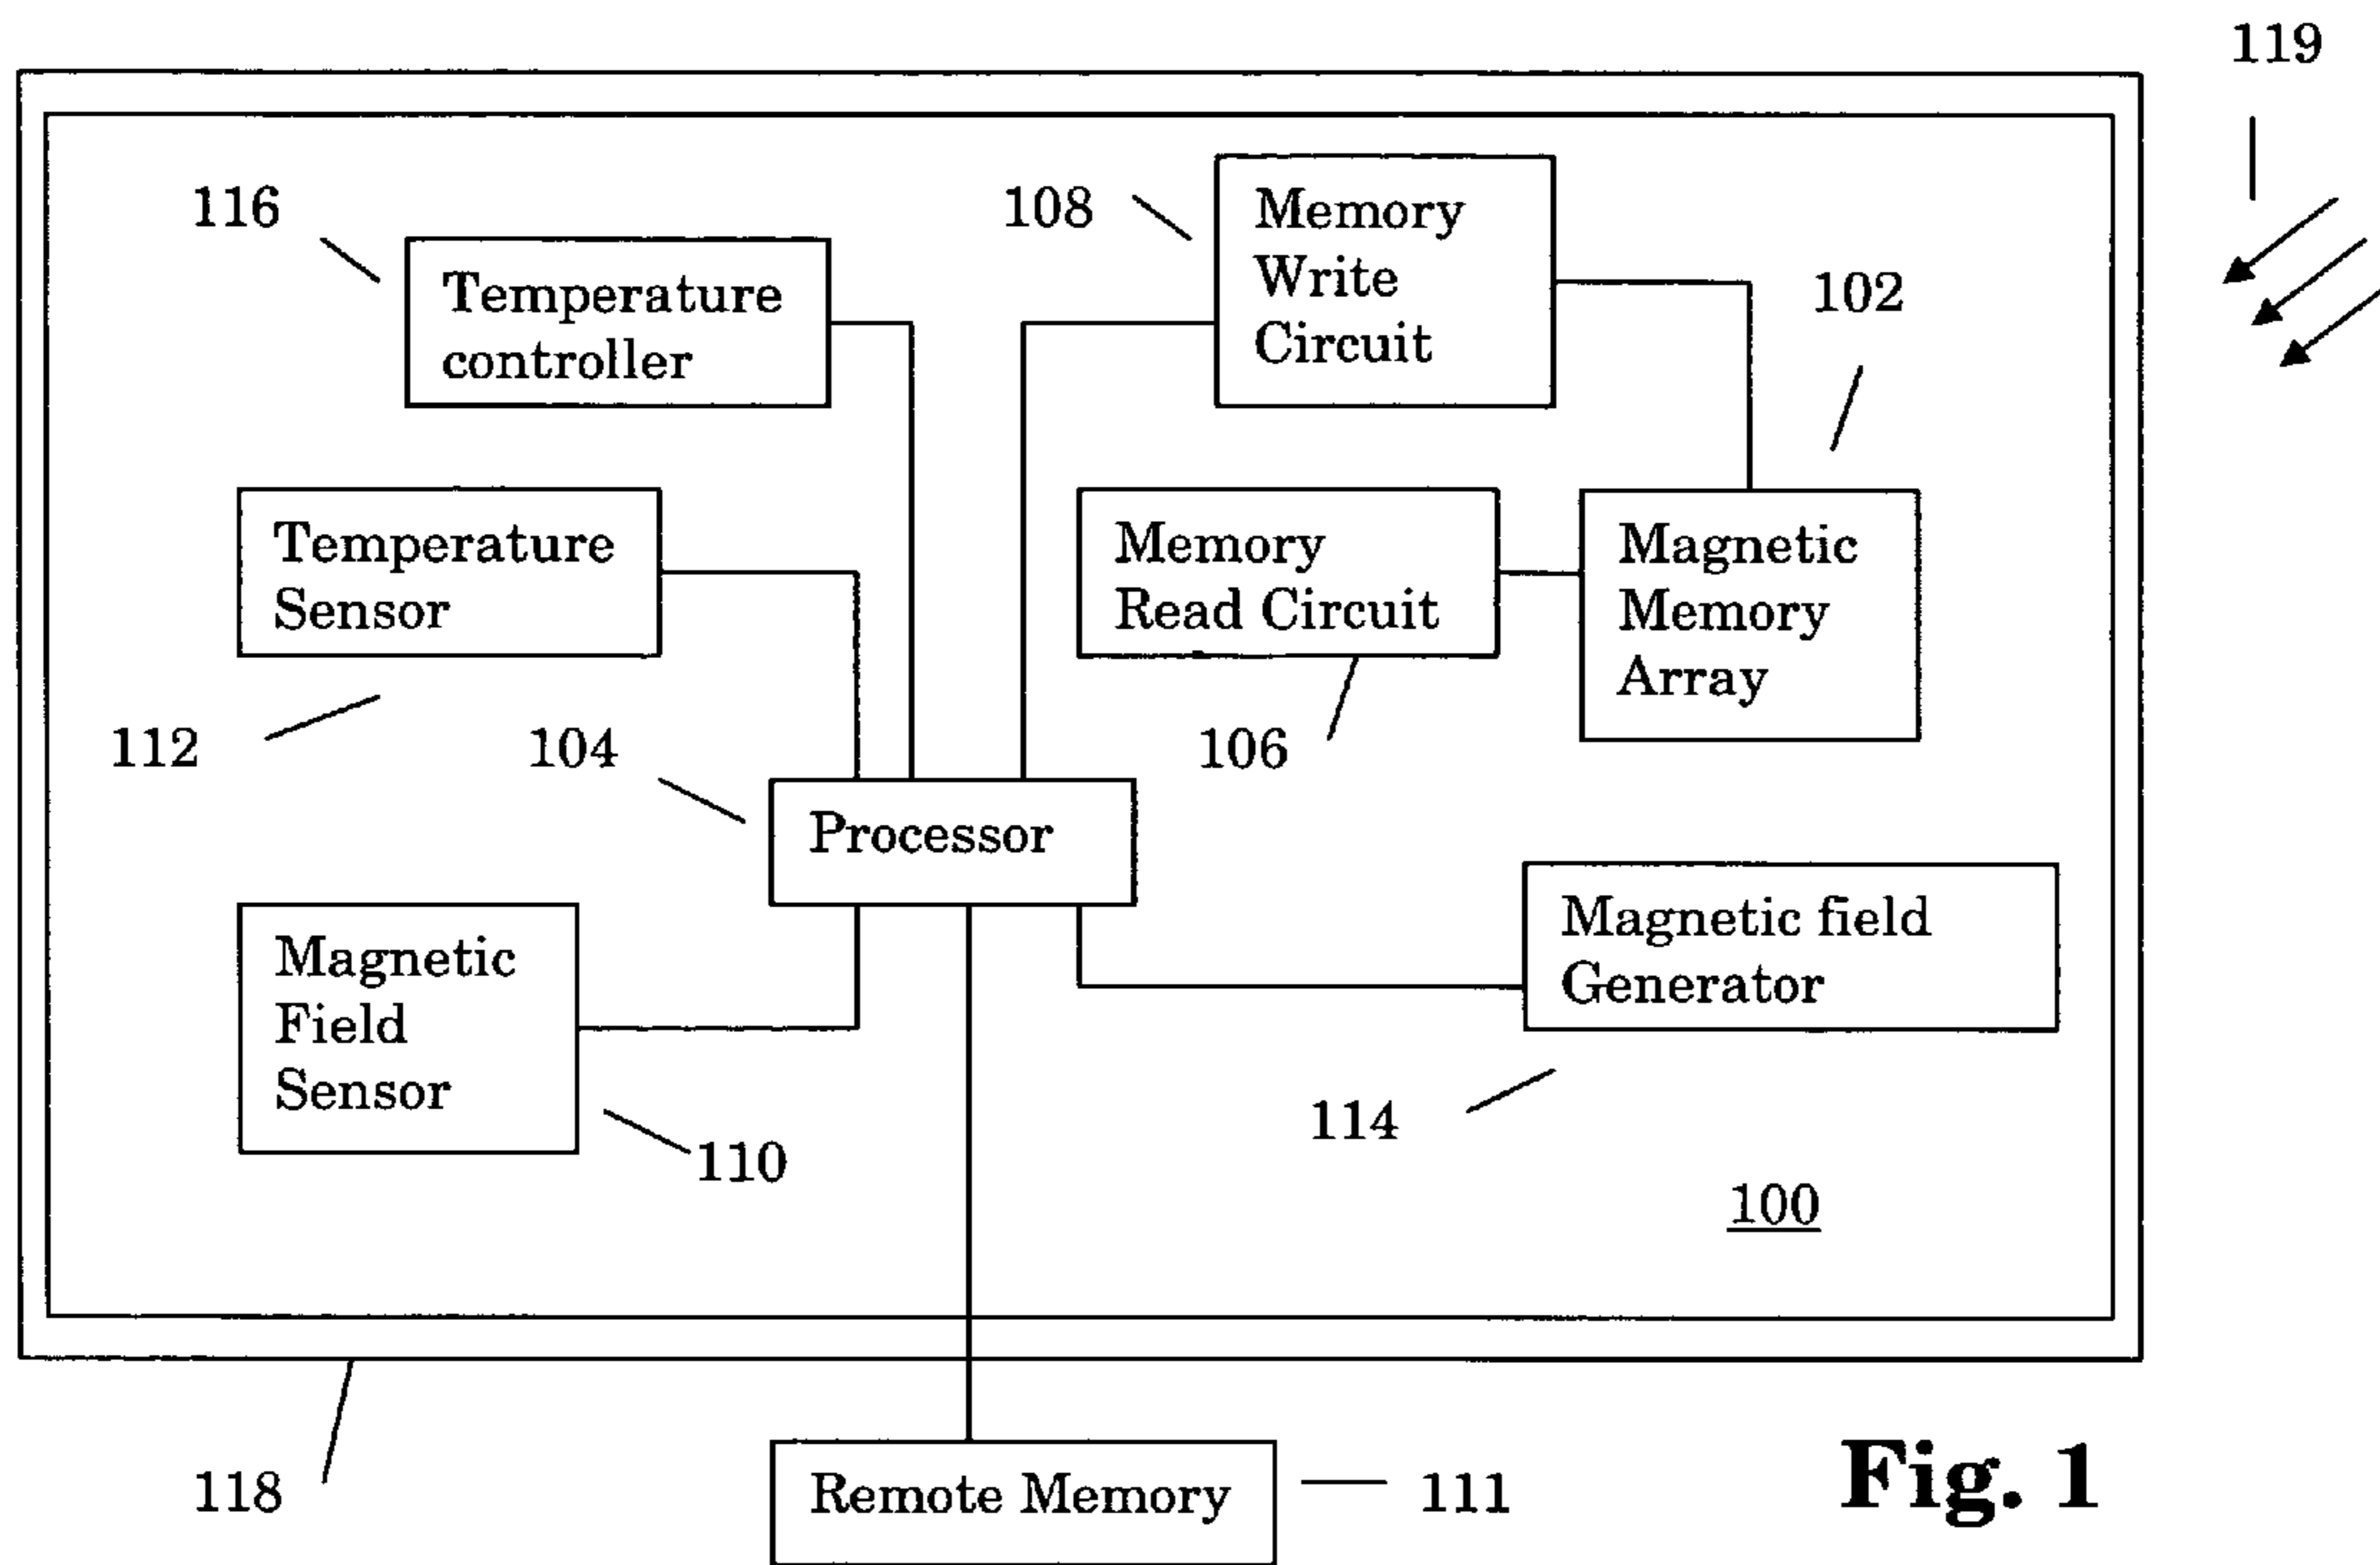 119
116
Temperature
controller
108
Memory
Write
Circuit
102
Temperature
Sensor
112
Memory
Read Circuit
106
Magnetic
Memory
Array
104
Processor
Magnetic
Field
Sensor
110
Magnetic field
Generator
114
100
118
Remote Memory
111
Fig. 1